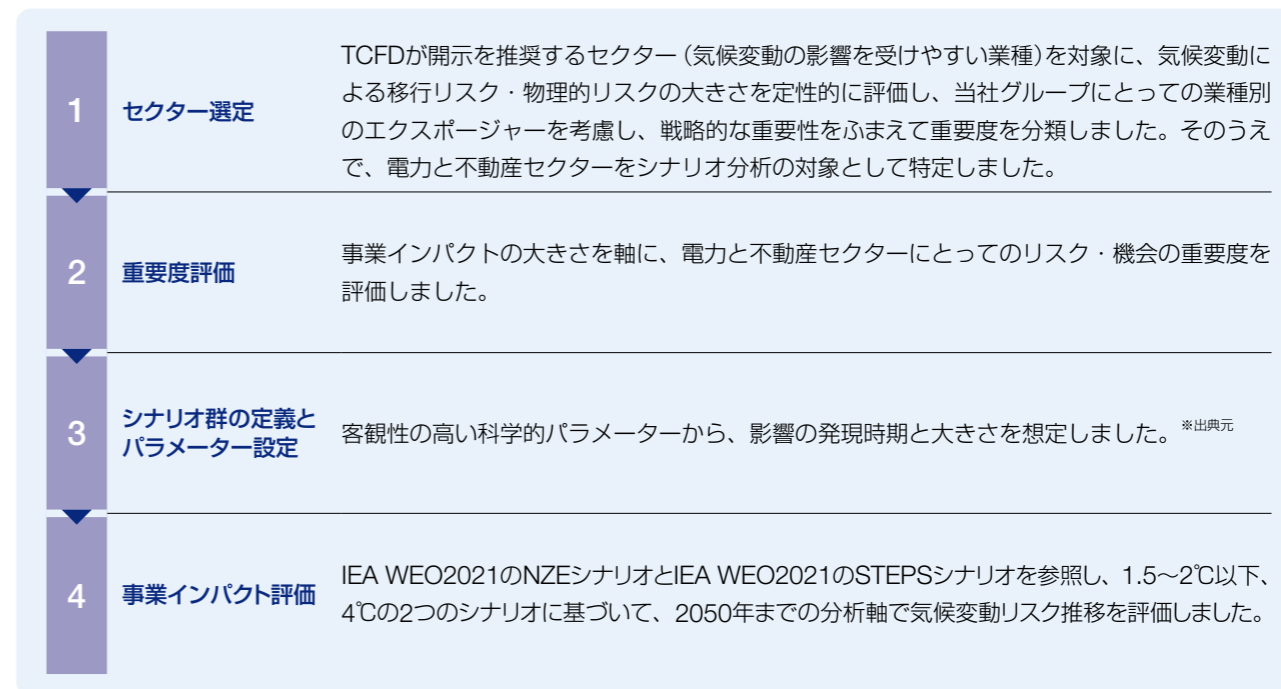 1
セクター選定
TCFDが開示を推奨するセクター（気候変動の影響を受けやすい業種）を対象に、気候変動に
よる移行リスク・物理的リスクの大きさを定性的に評価し、当社グループにとっての業種別
のエクスポージャーを考慮し、戦略的な重要性をふまえて重要度を分類しました。そのうえ
で、電力と不動産セクターをシナリオ分析の対象として特定しました。
2
重要度評価
事業インパクトの大きさを軸に、電力と不動産セクターにとってのリスク・機会の重要度を
評価しました。
3
シナリオ群の定義と
パラメーター設定
客観性の高い科学的パラメーターから、影響の発現時期と大きさを想定しました。※出典元
4
事業インパクト評価
IEA WEO2021のNZEシナリオとIEA WEO2021のSTEPSシナリオを参照し、1.5～2℃以下、
4℃の2つのシナリオに基づいて、2050年までの分析軸で気候変動リスク推移を評価しました。